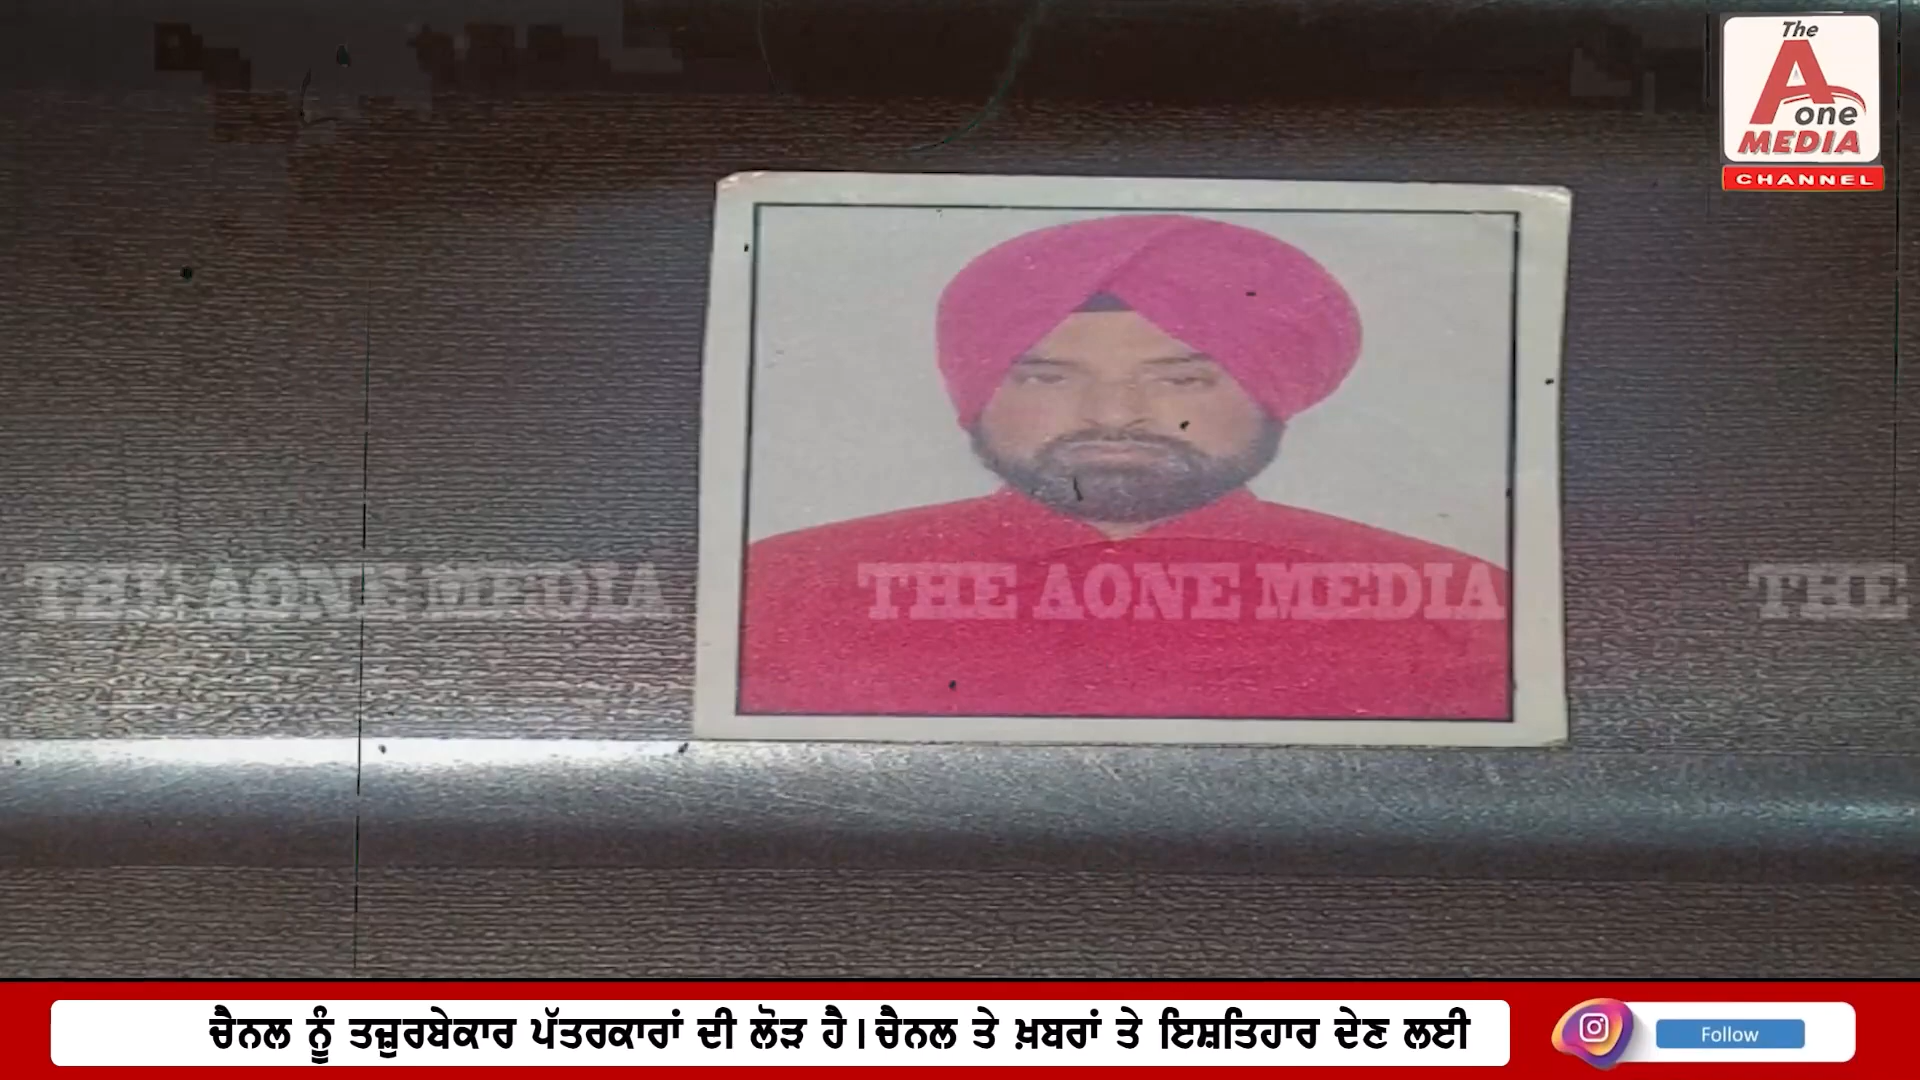 The
A
one
MEDIA
CHANNEL
THE AONE MEDIA THE AONE MEDIA THE
ਚੈਨਲ ਨੂੰ ਤਜ਼ੁਰਬੇਕਾਰ ਪੱਤਰਕਾਰਾਂ ਦੀ ਲੋੜ ਹੈ। ਚੈਨਲ ਤੇ ਖ਼ਬਰਾਂ ਤੇ ਇਸ਼ਤਿਹਾਰ ਦੇਣ ਲਈ
Follow